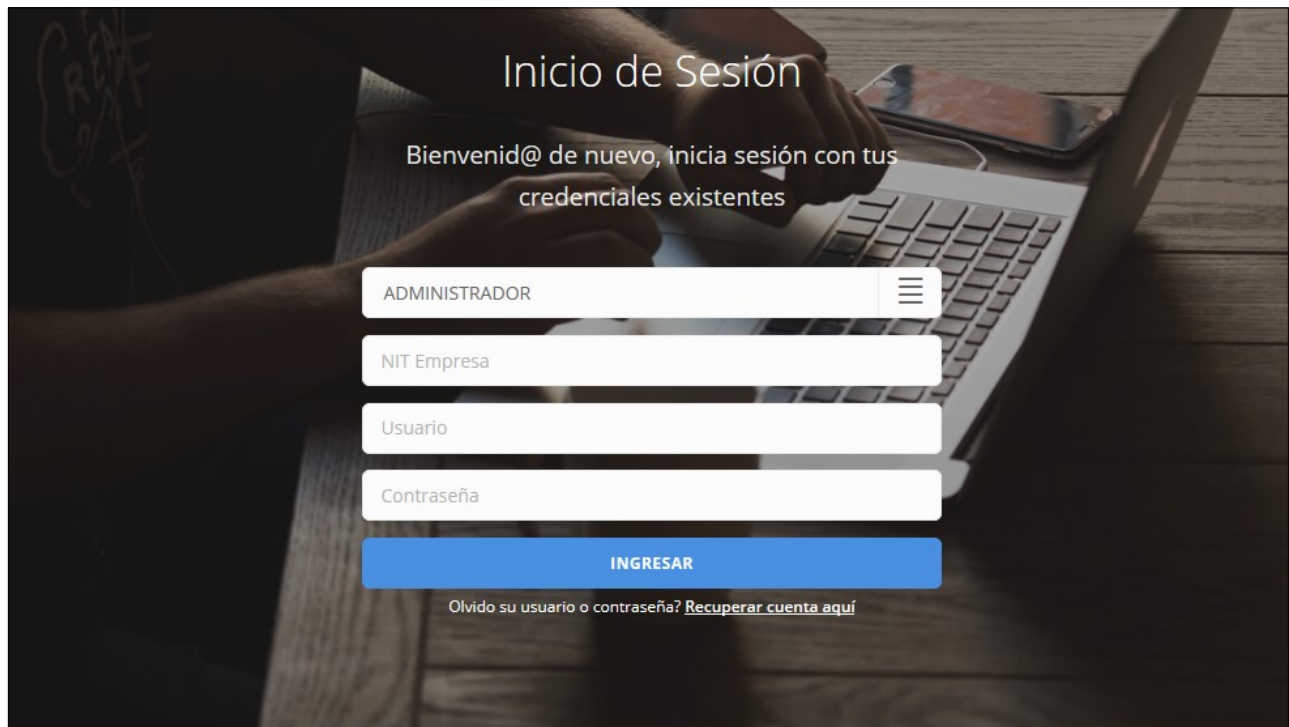 Inicio de Sesión
Bienvenid@ de nuevo, inicia sesión con tus
credenciales existentes
ADMINISTRADOR
NIT Empresa
Usuario
Contraseña
INGRESAR
Olvido su usuario o contraseña? Recuperar cuenta aquí